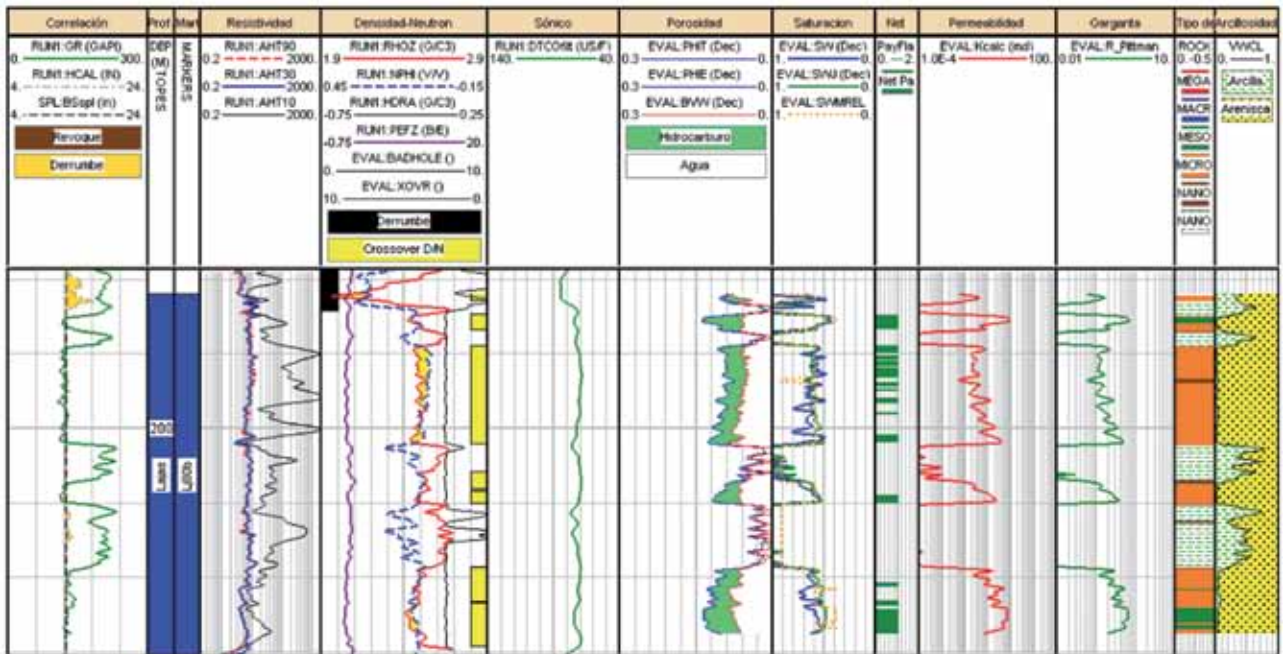 Correlación
RUN1:GR (GAPI)
0. 300.
RUN1:HCAL (IN)
4. 24.
SPL:BSspl (in)
4. 24.
Revoque
Derrumbe
Prof
DEP
(M)
TOPES
Mar
MARKERS
Resistividad
RUN1:AHT90
0.2 2000.
RUN1:AHT30
0.2 2000.
RUN1:AHT10
0.2 2000.
Densidad-Neutron
RUN1:RHOZ (G/C3)
1.9 2.9
RUN1:NPHI (V/V)
0.45 -0.15
RUN1:HDRA (G/C3)
-0.75 0.25
RUN1:PEFZ (B/E)
-0.75 20.
EVAL:BADHOLE ()
0. 10.
EVAL:XOVR ()
10. 0.
Derrumbe
Crossover D/N
Sónico
140. 40.
Porosidad
EVAL:PHIT (Dec)
0.3 0.
EVAL:PHIE (Dec)
0.3 0.
EVAL:BVW (Dec)
0.3 0.
Hidrocarburo
Agua
Saturacion
EVAL:SW (Dec)
1. 0.
EVAL:SWJ (Dec)
1. 0.
EVAL:SWMREL
1. 0.
Net
PayFla
0. 2.
Net Pa
Permeabilidad
EVAL:Kcalc (md)
1.0E-4 100.
Garganta
EVAL:R_Pittman
0.01 10.
Tipo de
ROCK
0. -0.5
MEGA
MACR
MESO
MICRO
NANO
NANO
Arcillosidad
VWCL
0. 1.
Arcilla
Arenisca
200